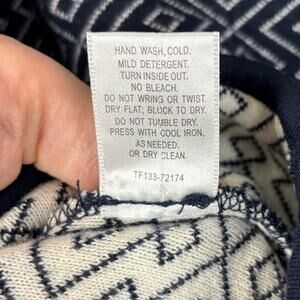 HAND WASH, COLD.
MILD DETERGENT.
TURN INSIDE OUT.
NO BLEACH.
DO NOT WRING OR TWIST.
DRY FLAT, BLOCK TO DRY.
DO NOT TUMBLE DRY.
PRESS WITH COOL IRON.
AS NEEDED.
OR DRY CLEAN.
TF133-72174